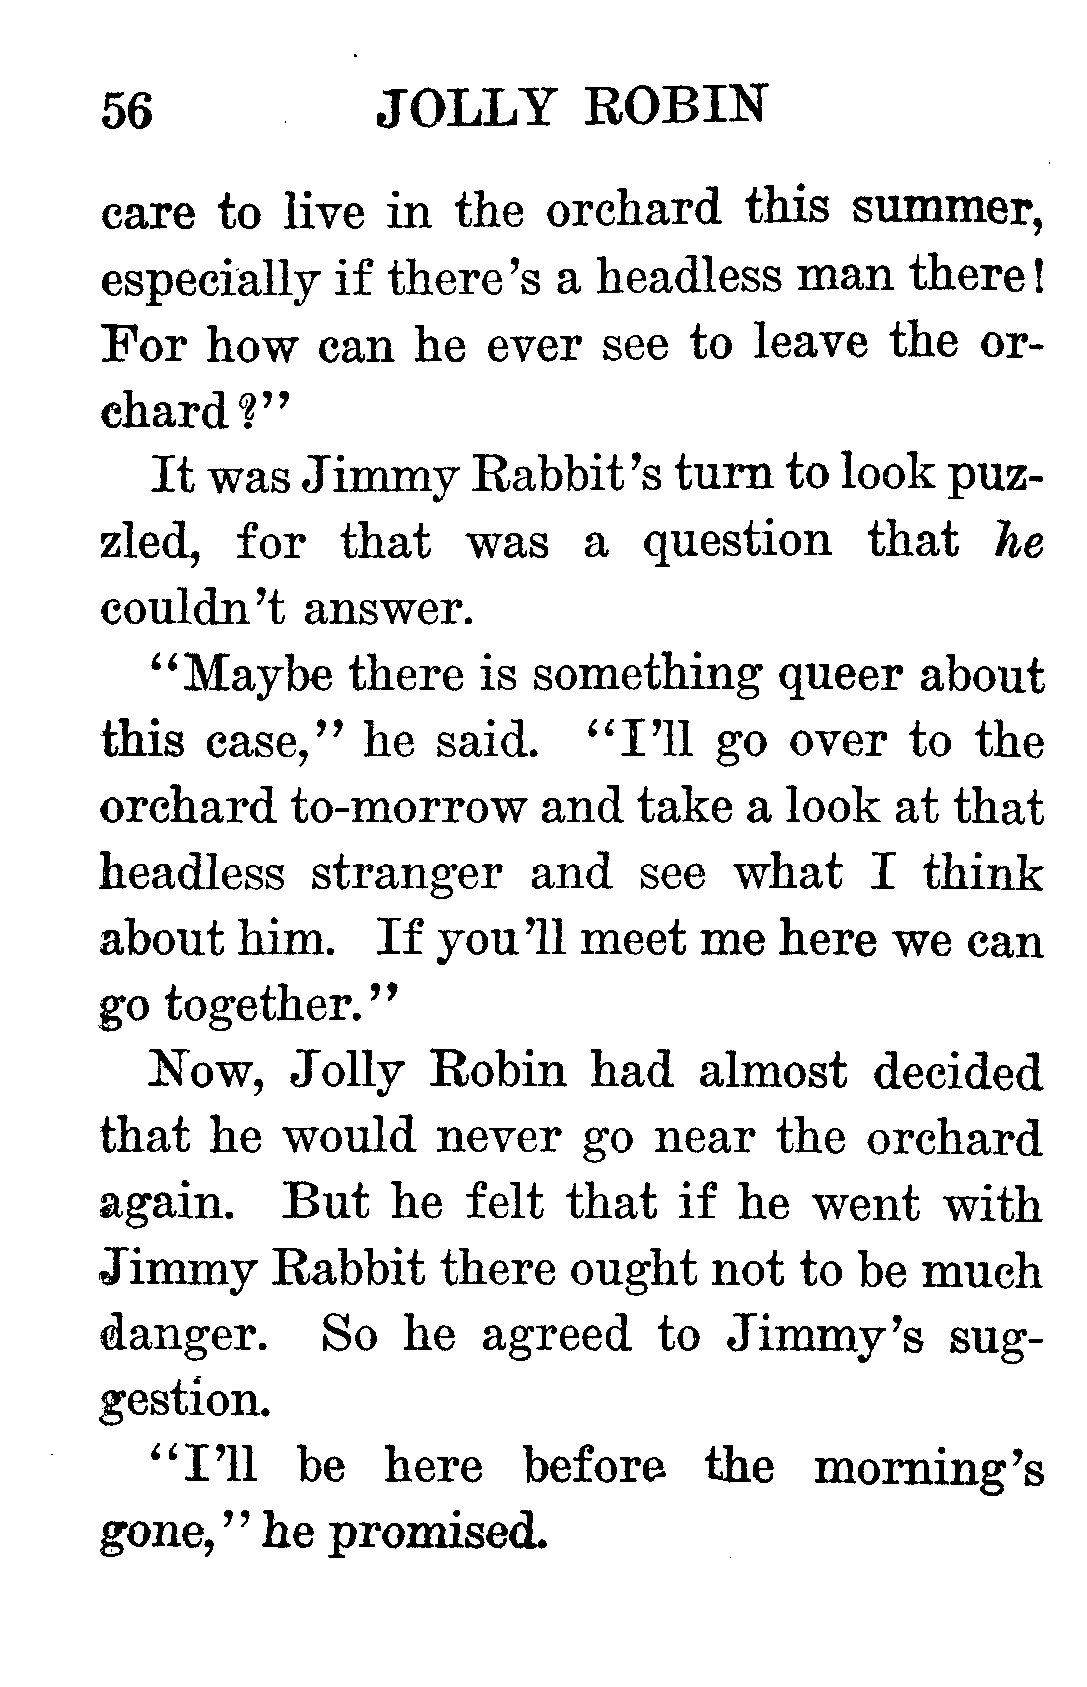 56 JOLLY ROBIN
care to live in the orchard this summer,
especially if there's a headless man there!
For how can he ever see to leave the or-
chard?"
It was Jimmy Rabbit's turn to look puz-
zled, for that was a question that he
couldn't answer.
"Maybe there is something queer about
this case," he said. "I'll go over to the
orchard to-morrow and take a look at that
headless stranger and see what I think
about him. If you'll meet me here we can
go together."
Now, Jolly Robin had almost decided
that he would never go near the orchard
again. But he felt that if he went with
Jimmy Rabbit there ought not to be much
danger. So he agreed to Jimmy's sug-
gestion.
"I'll be here before the morning's
gone," he promised.